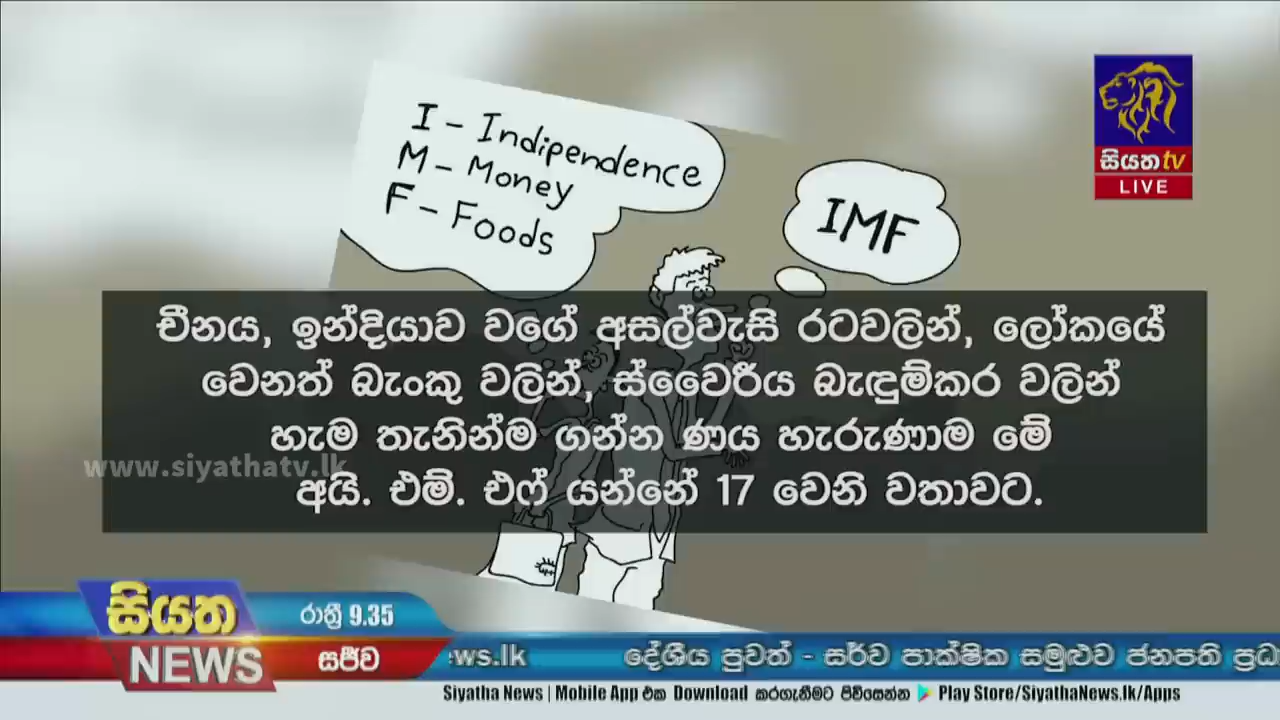 I - Indipendence
M - Money
F - Foods
IMF
සියත tv
LIVE
චීනය, ඉන්දියාව වගේ අසල්වැසි රටවලින්, ලෝකයේ
වෙනත් බැංකු වලින්, ස්වෛරීය බැඳුම්කර වලින්
හැම තැනින්ම ගන්න ණය හැරුණාම මේ
අයි. එම්. එෆ් යන්නේ 17 වෙනි වතාවට.
www.siyathatv.lk
සියත
NEWS
රාත්‍රී 9.35
සජීව
ws.lk දේශීය පුවත් - සර්ව පාක්ෂික සමුළුව ජනපති ප්‍රධා
Siyatha News | Mobile App එක Download කරගැනීමට පිවිසෙන්න Play Store/SiyathaNews.lk/Apps